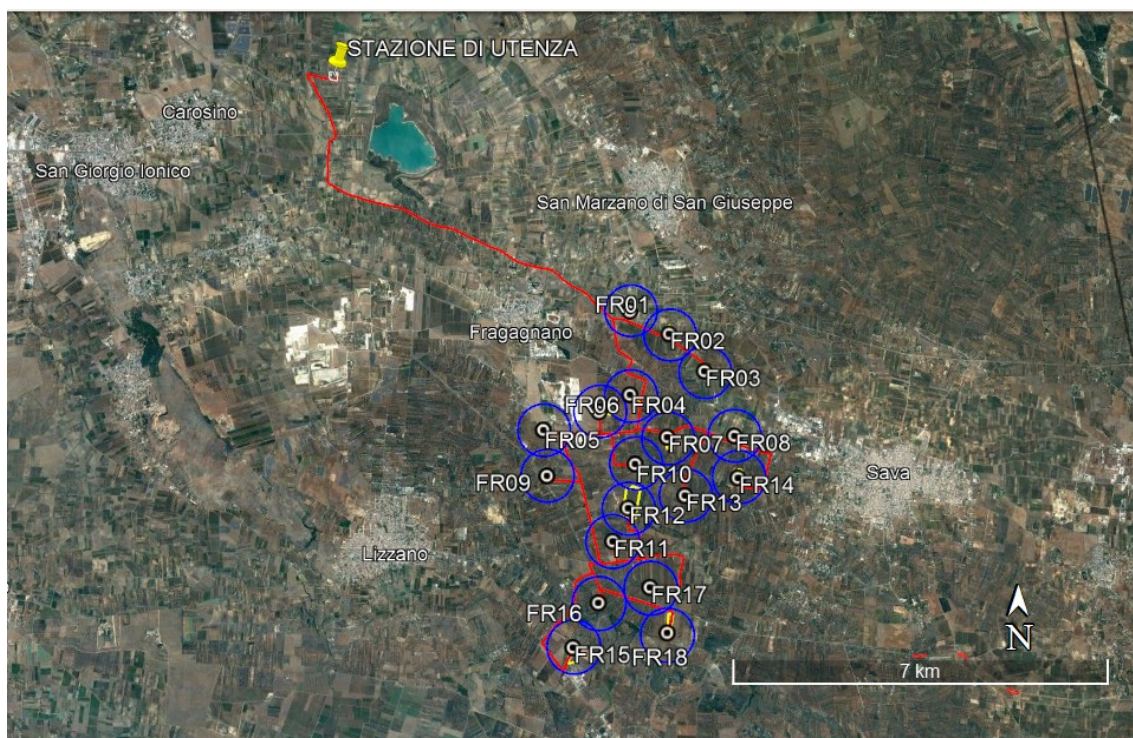 STAZIONE DI UTENZA
Carosino
San Giorgio Ionico
San Marzano di San Giuseppe
FR01
Fragagnano
FR02
FR03
FR06
FR04
FR05
FR07
FR08
FR10
FR09
Sava
FR14
FR13
FR12
FR11
Lizzano
FR17
FR16
N
FR15
FR18
7 km